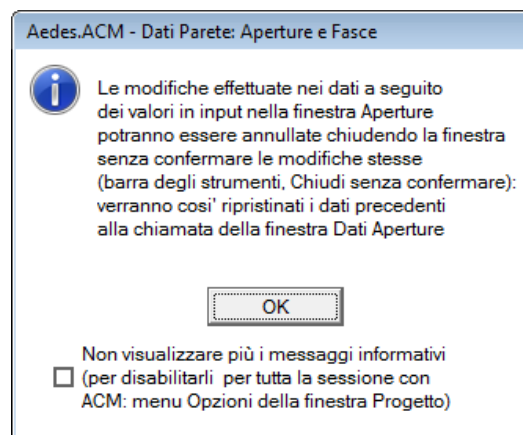 Aedes.ACM - Dati Parete: Aperture e Fasce
Le modifiche effettuate nei dati a seguito
dei valori in input nella finestra Aperture
potranno essere annullate chiudendo la finestra
senza confermare le modifiche stesse
(barra degli strumenti, Chiudi senza confermare):
verranno cosi' ripristinati i dati precedenti
alla chiamata della finestra Dati Aperture
OK
Non visualizzare più i messaggi informativi
(per disabilitarli per tutta la sessione con
ACM: menu Opzioni della finestra Progetto)